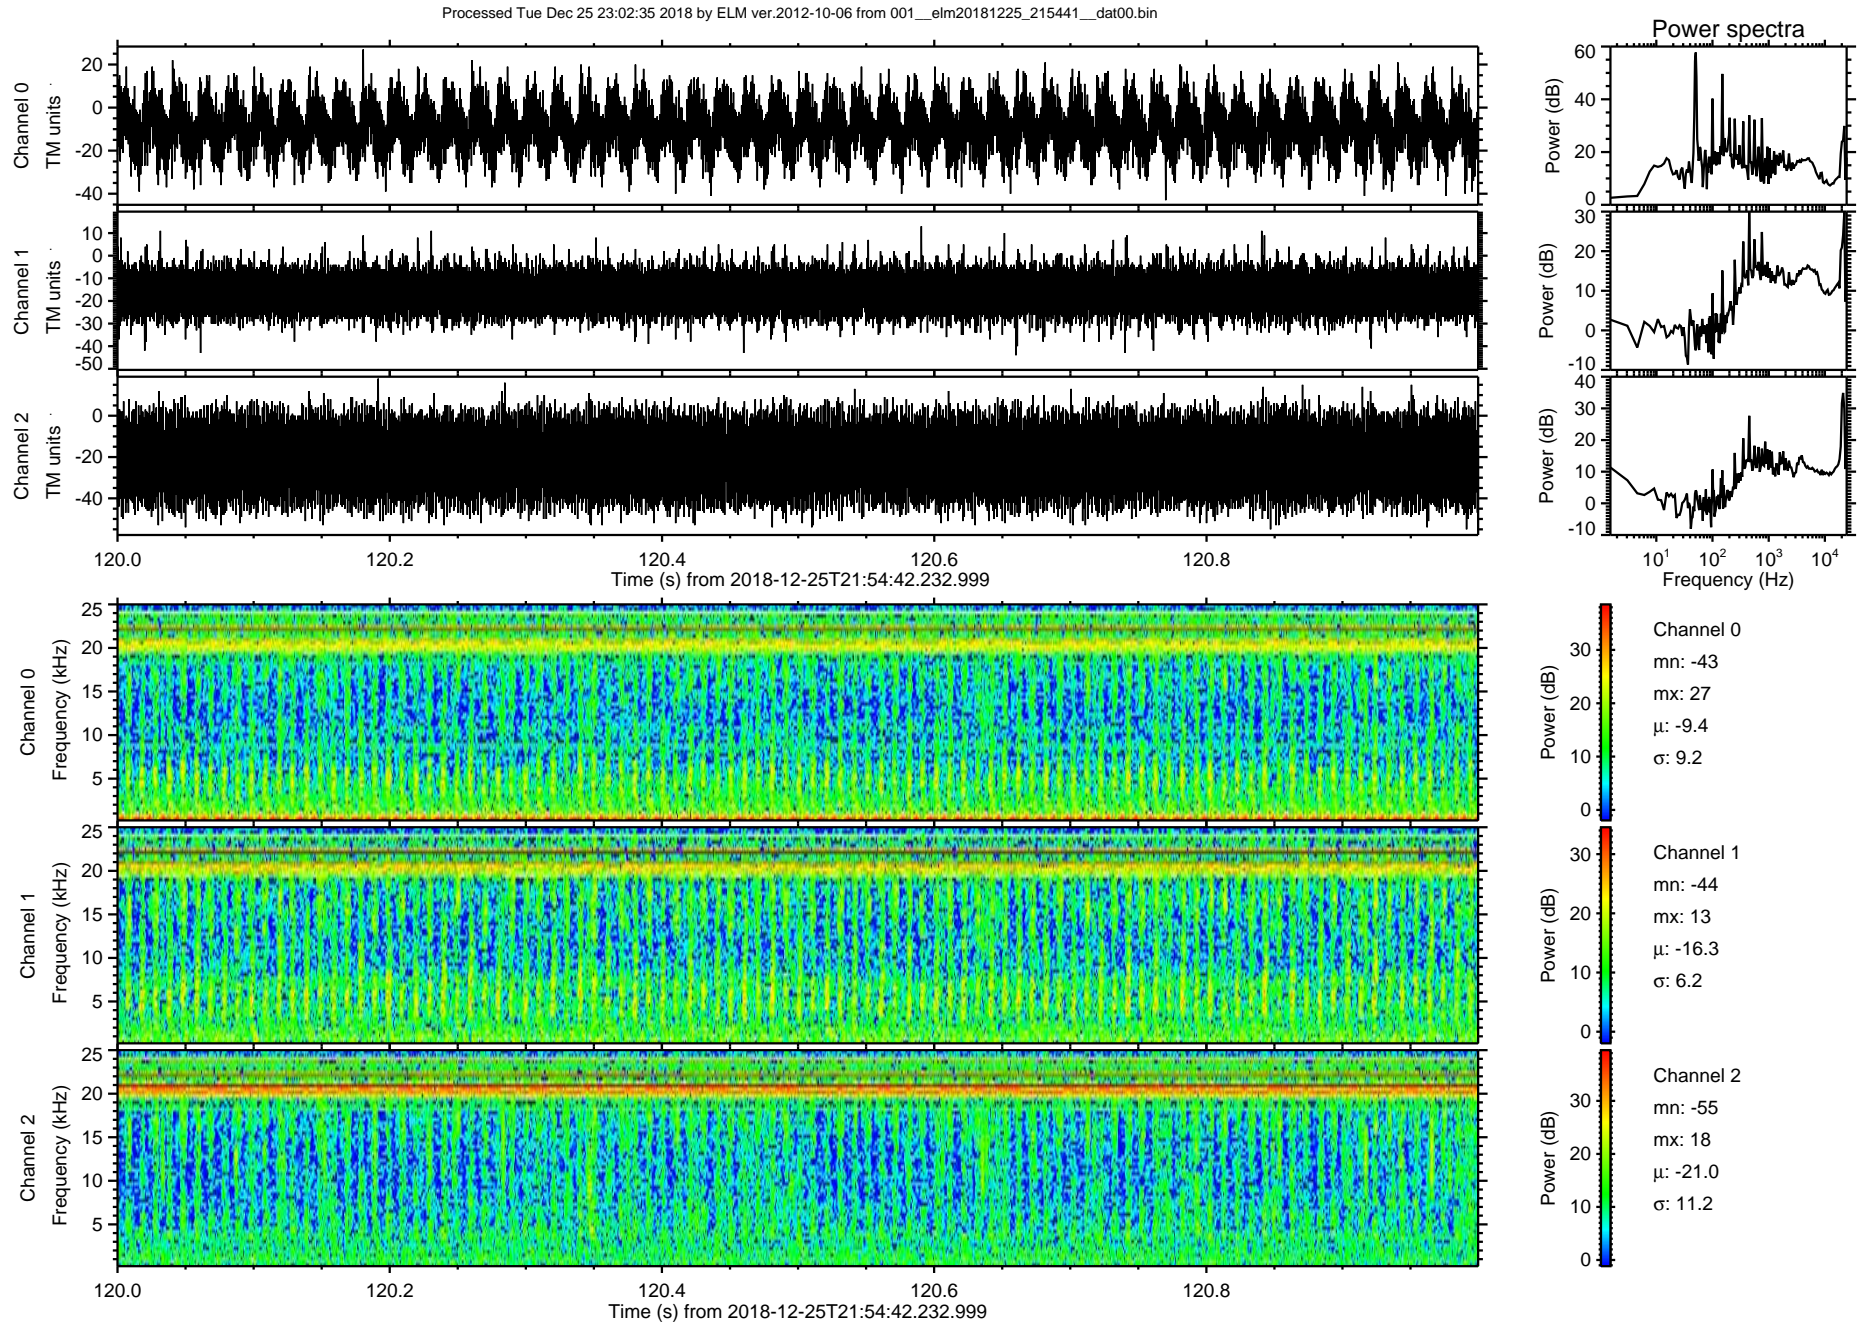 Processed Tue Dec 25 23:02:35 2018 by ELM ver.2012-10-06 from 001__elm20181225_215441__dat00.bin
Power spectra
Channel 0
TM units
20
0
-20
-40
Power (dB)
60
40
20
0
Channel 1
TM units
10
0
-10
-20
-30
-40
-50
Power (dB)
30
20
10
0
-10
Channel 2
TM units
0
-20
-40
Power (dB)
40
30
20
10
0
-10
120.0 120.2 120.4 120.6 120.8
Time (s) from 2018-12-25T21:54:42.232.999
10^1 10^2 10^3 10^4
Frequency (Hz)
Channel 0
Frequency (kHz)
25
20
15
10
5
Power (dB)
30
20
10
0
Channel 0
mn: -43
mx: 27
μ: -9.4
σ: 9.2
Channel 1
Frequency (kHz)
25
20
15
10
5
Power (dB)
30
20
10
0
Channel 1
mn: -44
mx: 13
μ: -16.3
σ: 6.2
Channel 2
Frequency (kHz)
25
20
15
10
5
Power (dB)
30
20
10
0
Channel 2
mn: -55
mx: 18
μ: -21.0
σ: 11.2
120.0 120.2 120.4 120.6 120.8
Time (s) from 2018-12-25T21:54:42.232.999